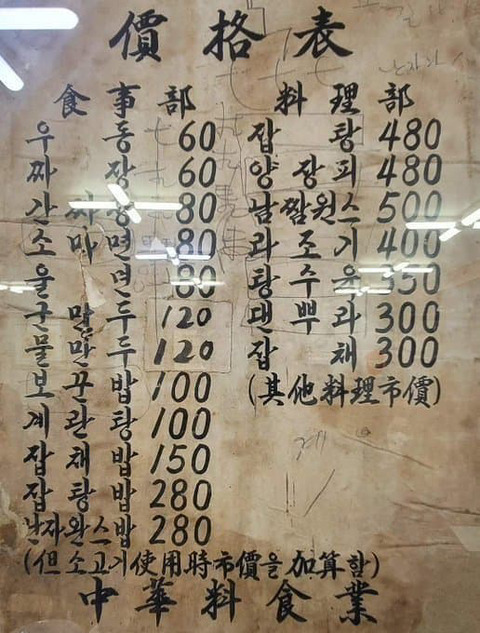 價格表
食事部
우동 60
짜장 60
간짜장 80
소마면 80
울면 80
군만두 120
물만두 120
보꾼밥 100
계란탕 100
잡채밥 150
잡탕밥 280
난자완스밥 280
(但소고기使用時市價을加算함)
料理部
잡탕 480
양장피 480
500
과조기 400
탕수육 350
댄뿌라 300
잡채 300
(其他料理市價)
中華料食業